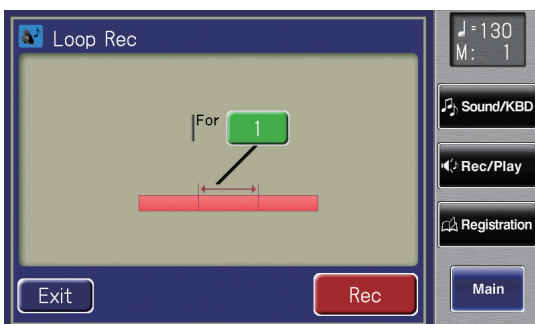 Loop Rec
For 1
Exit
Rec
♩=130
M: 1
Sound/KBD
Rec/Play
Registration
Main